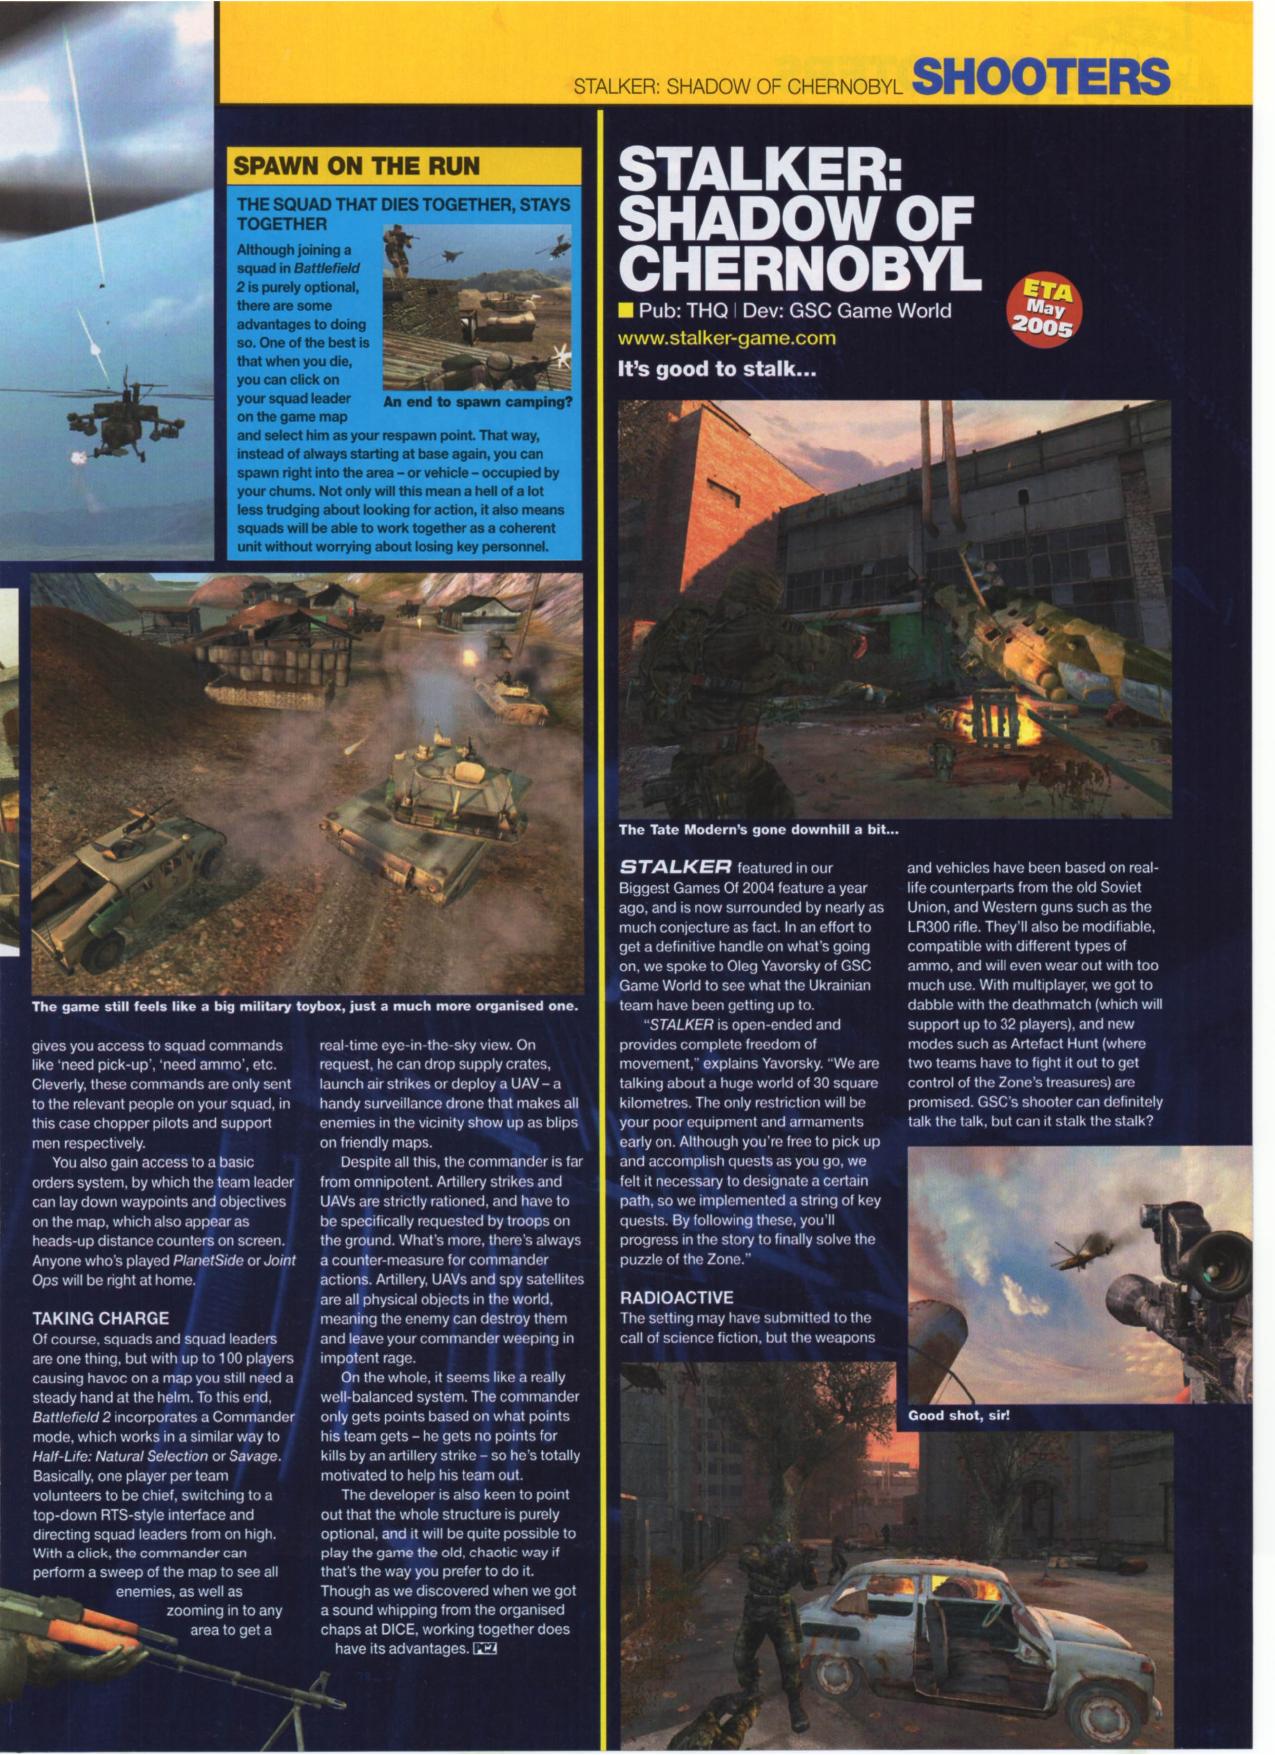 STALKER: SHADOW OF CHERNOBYL SHOOTERS
SPAWN ON THE RUN
THE SQUAD THAT DIES TOGETHER, STAYS
TOGETHER
Although joining a
squad in Battlefield
2 is purely optional,
there are some
advantages to doing
so. One of the best is
that when you die,
you can click on
your squad leader
on the game map
An end to spawn camping?
and select him as your respawn point. That way,
instead of always starting at base again, you can
spawn right into the area – or vehicle – occupied by
your chums. Not only will this mean a hell of a lot
less trudging about looking for action, it also means
squads will be able to work together as a coherent
unit without worrying about losing key personnel.
The game still feels like a big military toybox, just a much more organised one.
gives you access to squad commands
like ‘need pick-up’, ‘need ammo’, etc.
Cleverly, these commands are only sent
to the relevant people on your squad, in
this case chopper pilots and support
men respectively.
You also gain access to a basic
orders system, by which the team leader
can lay down waypoints and objectives
on the map, which also appear as
heads-up distance counters on screen.
Anyone who’s played PlanetSide or Joint
Ops will be right at home.
TAKING CHARGE
Of course, squads and squad leaders
are one thing, but with up to 100 players
causing havoc on a map you still need a
steady hand at the helm. To this end,
Battlefield 2 incorporates a Commander
mode, which works in a similar way to
Half-Life: Natural Selection or Savage.
Basically, one player per team
volunteers to be chief, switching to a
top-down RTS-style interface and
directing squad leaders from on high.
With a click, the commander can
perform a sweep of the map to see all
enemies, as well as
zooming in to any
area to get a
real-time eye-in-the-sky view. On
request, he can drop supply crates,
launch air strikes or deploy a UAV – a
handy surveillance drone that makes all
enemies in the vicinity show up as blips
on friendly maps.
Despite all this, the commander is far
from omnipotent. Artillery strikes and
UAVs are strictly rationed, and have to
be specifically requested by troops on
the ground. What’s more, there’s always
a counter-measure for commander
actions. Artillery, UAVs and spy satellites
are all physical objects in the world,
meaning the enemy can destroy them
and leave your commander weeping in
impotent rage.
On the whole, it seems like a really
well-balanced system. The commander
only gets points based on what points
his team gets – he gets no points for
kills by an artillery strike – so he’s totally
motivated to help his team out.
The developer is also keen to point
out that the whole structure is purely
optional, and it will be quite possible to
play the game the old, chaotic way if
that’s the way you prefer to do it.
Though as we discovered when we got
a sound whipping from the organised
chaps at DICE, working together does
have its advantages. PCZ
STALKER:
SHADOW OF
CHERNOBYL
Pub: THQ | Dev: GSC Game World
www.stalker-game.com
ETA
May
2005
It’s good to stalk...
The Tate Modern’s gone downhill a bit...
STALKER featured in our
Biggest Games Of 2004 feature a year
ago, and is now surrounded by nearly as
much conjecture as fact. In an effort to
get a definitive handle on what’s going
on, we spoke to Oleg Yavorsky of GSC
Game World to see what the Ukrainian
team have been getting up to.
“STALKER is open-ended and
provides complete freedom of
movement,” explains Yavorsky. “We are
talking about a huge world of 30 square
kilometres. The only restriction will be
your poor equipment and armaments
early on. Although you’re free to pick up
and accomplish quests as you go, we
felt it necessary to designate a certain
path, so we implemented a string of key
quests. By following these, you’ll
progress in the story to finally solve the
puzzle of the Zone.”
RADIOACTIVE
The setting may have submitted to the
call of science fiction, but the weapons
and vehicles have been based on real-
life counterparts from the old Soviet
Union, and Western guns such as the
LR300 rifle. They’ll also be modifiable,
compatible with different types of
ammo, and will even wear out with too
much use. With multiplayer, we got to
dabble with the deathmatch (which will
support up to 32 players), and new
modes such as Artefact Hunt (where
two teams have to fight it out to get
control of the Zone’s treasures) are
promised. GSC’s shooter can definitely
talk the talk, but can it stalk the stalk?
Good shot, sir!